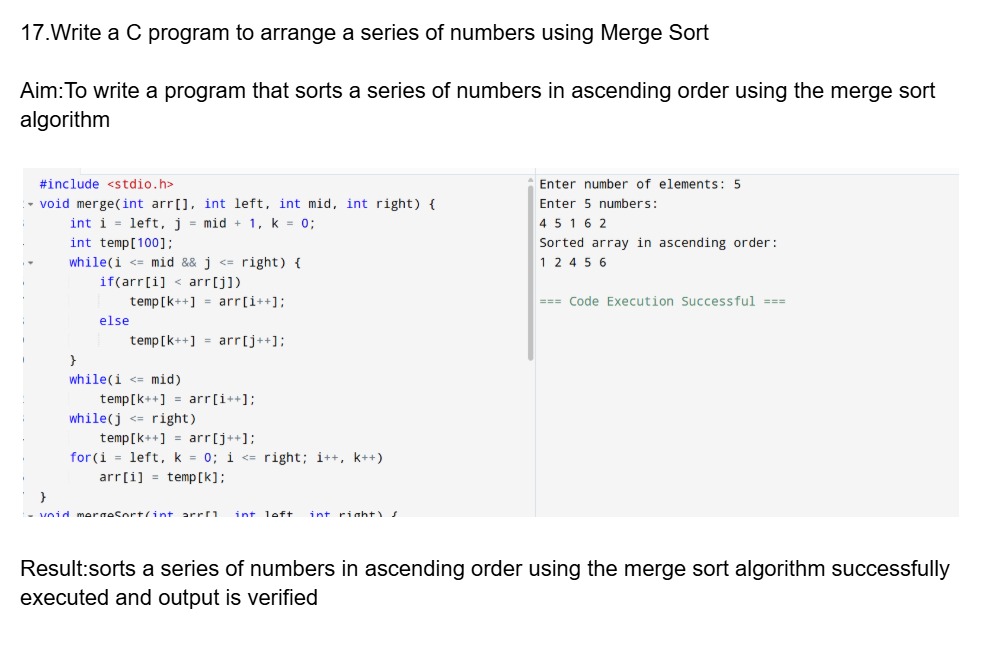 17.Write a C program to arrange a series of numbers using Merge Sort
Aim:To write a program that sorts a series of numbers in ascending order using the merge sort
algorithm
#include <stdio.h>
void merge(int arr[], int left, int mid, int right) {
int i = left, j = mid + 1, k = 0;
int temp[100];
while(i <= mid && j <= right) {
if(arr[i] < arr[j])
temp[k++] = arr[i++];
else
temp[k++] = arr[j++];
}
while(i <= mid)
temp[k++] = arr[i++];
while(j <= right)
temp[k++] = arr[j++];
for(i = left, k = 0; i <= right; i++, k++)
arr[i] = temp[k];
}
void mergeSort(int arr[], int left, int right) {
Enter number of elements: 5
Enter 5 numbers:
4 5 1 6 2
Sorted array in ascending order:
1 2 4 5 6
=== Code Execution Successful ===
Result:sorts a series of numbers in ascending order using the merge sort algorithm successfully
executed and output is verified